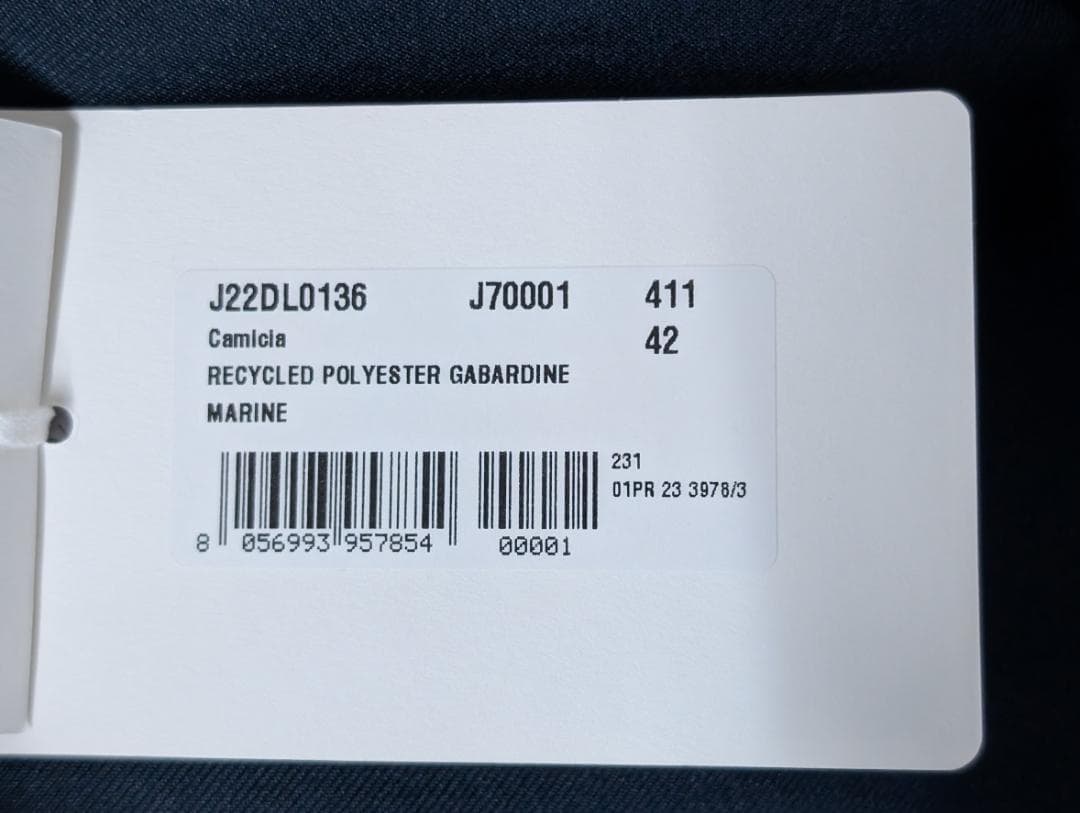 J22DL0136 J70001 411
Camicia 42
RECYCLED POLYESTER GABARDINE
MARINE
231
01PR 23 3978/3
8 056993 957854 00001